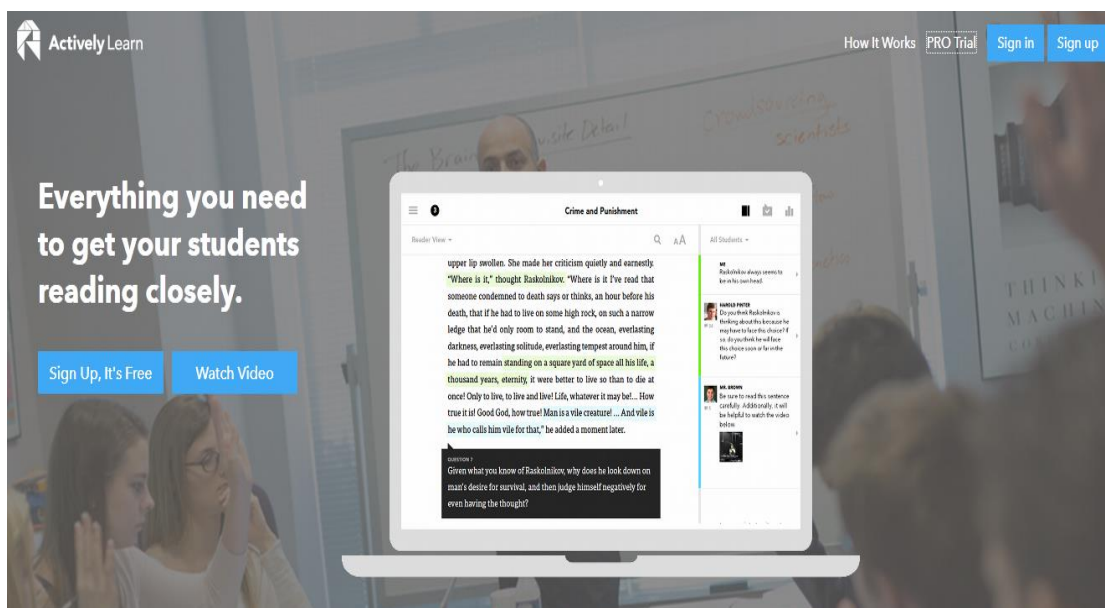 Actively Learn
How It Works
PRO Trial
Sign in
Sign up
The Brain
uisite Detail
Crowdsourcing
scientists
Everything you need
to get your students
reading closely.
Sign Up, It's Free
Watch Video
THINKI
MACHIN
CO
3
Crime and Punishment
Reader View
AA
All Students
upper lip swollen. She made her criticism quietly and earnestly.
"Where is it," thought Raskolnikov. "Where is it I've read that
someone condemned to death says or thinks, an hour before his
death, that if he had to live on some high rock, on such a narrow
ledge that he'd only room to stand, and the ocean, everlasting
darkness, everlasting solitude, everlasting tempest around him, if
he had to remain standing on a square yard of space all his life, a
thousand years, eternity, it were better to live so than to die at
once! Only to live, to live and live! Life, whatever it may be!... How
true it is! Good God, how true! Man is a vile creature! ... And vile is
he who calls him vile for that," he added a moment later.
QUESTION 7
Given what you know of Raskolnikov, why does he look down on
man's desire for survival, and then judge himself negatively for
even having the thought?
ME
Raskolnikov always seems to
be in his own head.
HAROLD PINTER
Do you think Raskolnikov is
thinking about this because he
may have to face this choice? If
so, do you think he will face
this choice soon or far in the
future?
MR. BROWN
Be sure to read this sentence
carefully. Additionally, it will
be helpful to watch the video
below.